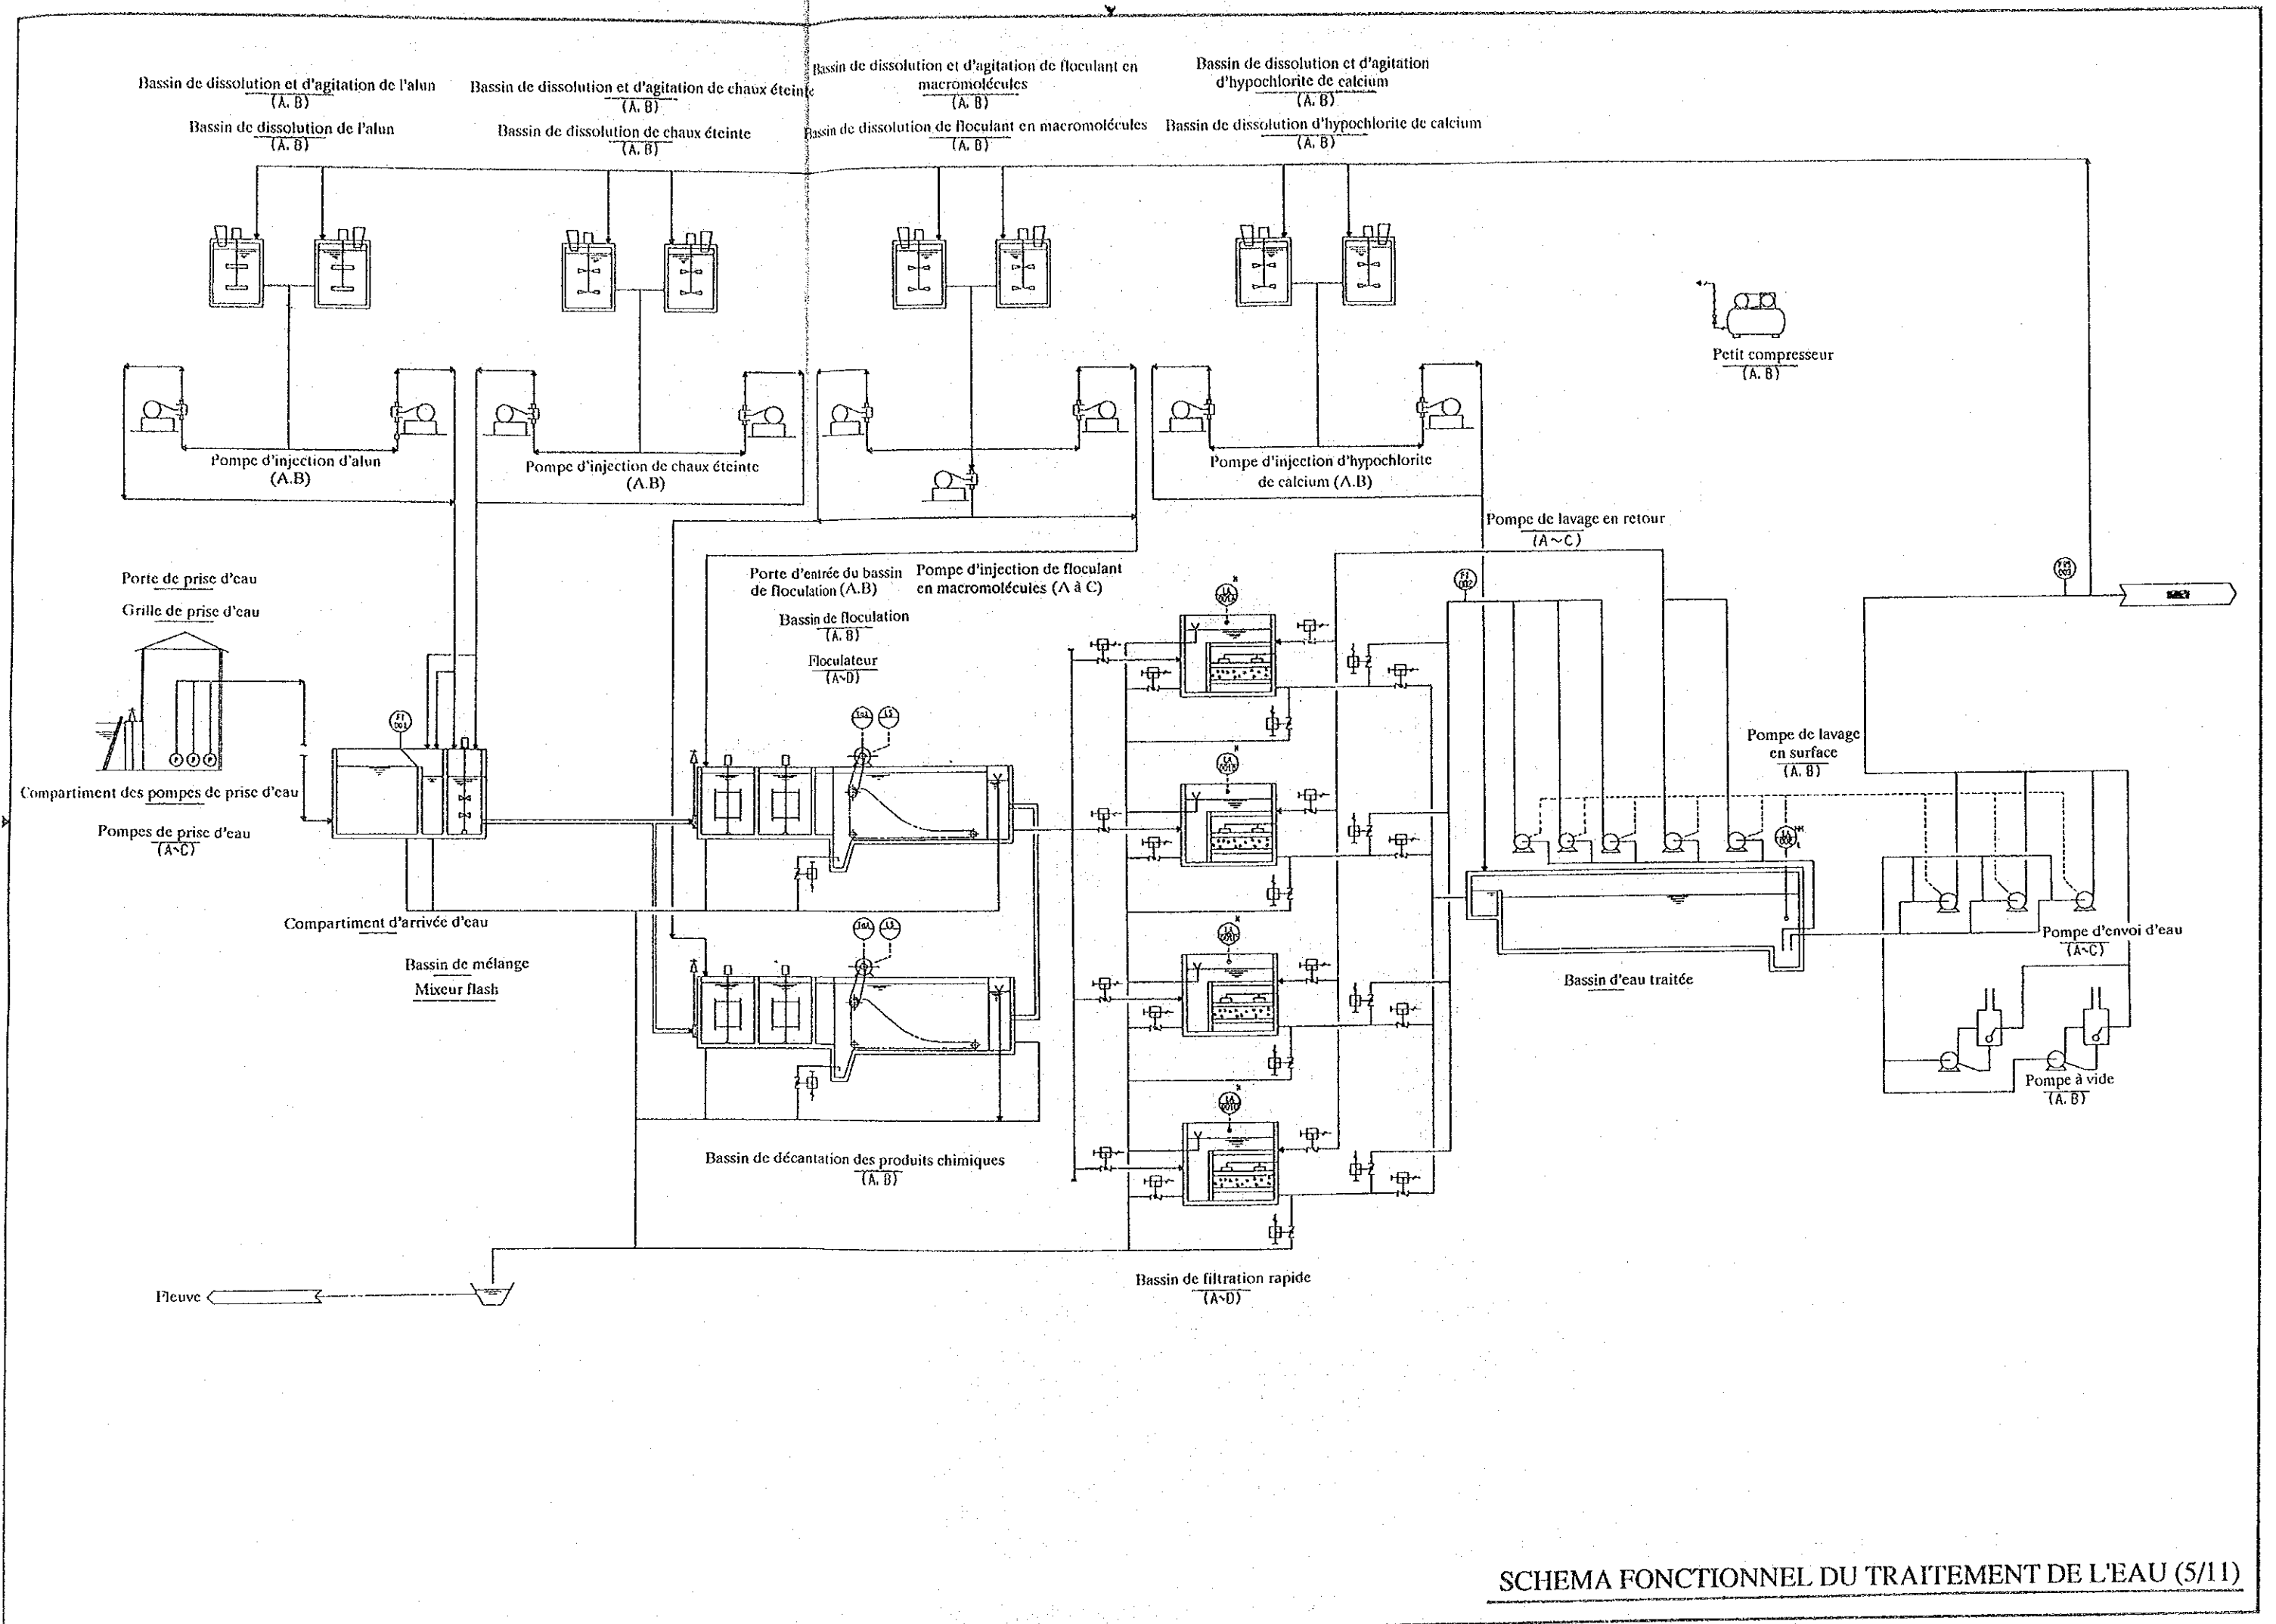 Bassin de dissolution et d'agitation de l'alun
(A. B)
Bassin de dissolution de l'alun
(A. B)
Bassin de dissolution et d'agitation de chaux éteinte
(A. B)
Bassin de dissolution de chaux éteinte
(A. B)
Bassin de dissolution et d'agitation de floculant en
macromolécules
(A. B)
Bassin de dissolution de floculant en macromolécules
(A. B)
Bassin de dissolution et d'agitation
d'hypochlorite de calcium
(A. B)
Bassin de dissolution d'hypochlorite de calcium
(A. B)
Petit compresseur
(A. B)
Pompe d'injection d'alun
(A.B)
Pompe d'injection de chaux éteinte
(A.B)
Pompe d'injection d'hypochlorite
de calcium (A.B)
Pompe de lavage en retour
(A~C)
Porte de prise d'eau
Grille de prise d'eau
Porte d'entrée du bassin
de floculation (A.B)
Pompe d'injection de floculant
en macromolécules (A à C)
Bassin de floculation
(A. B)
Floculateur
(A~D)
FI
001
FI
002
Pompe de lavage
en surface
(A. B)
Compartiment des pompes de prise d'eau
Pompes de prise d'eau
(A~C)
P
P
P
Compartiment d'arrivée d'eau
Bassin de mélange
Mixeur flash
Pompe d'envoi d'eau
(A~C)
Bassin d'eau traitée
Pompe à vide
(A. B)
Bassin de décantation des produits chimiques
(A. B)
Bassin de filtration rapide
(A~D)
Fleuve
SCHEMA FONCTIONNEL DU TRAITEMENT DE L'EAU (5/11)